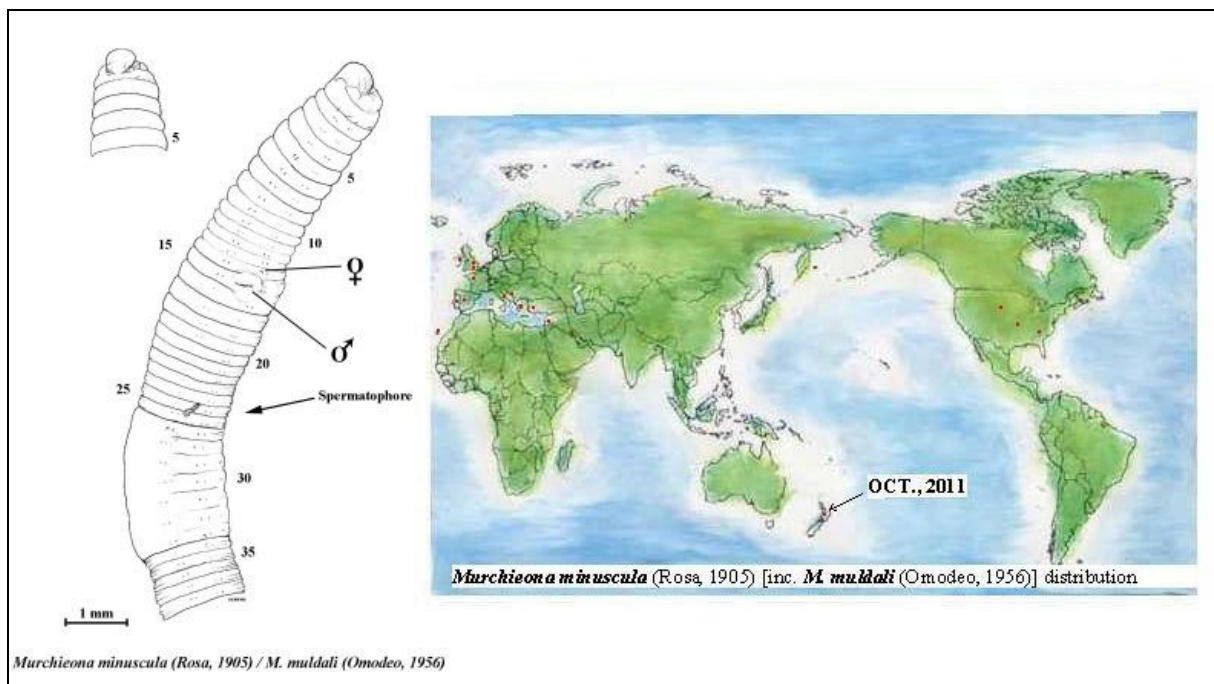 5
5
10
15
♀
♂
20
25
Spermatophore
30
35
1 mm
OCT., 2011
Murchieona minuscula (Rosa, 1905) [inc. M. muldali (Omodeo, 1956)] distribution
Murchieona minuscula (Rosa, 1905) / M. muldali (Omodeo, 1956)